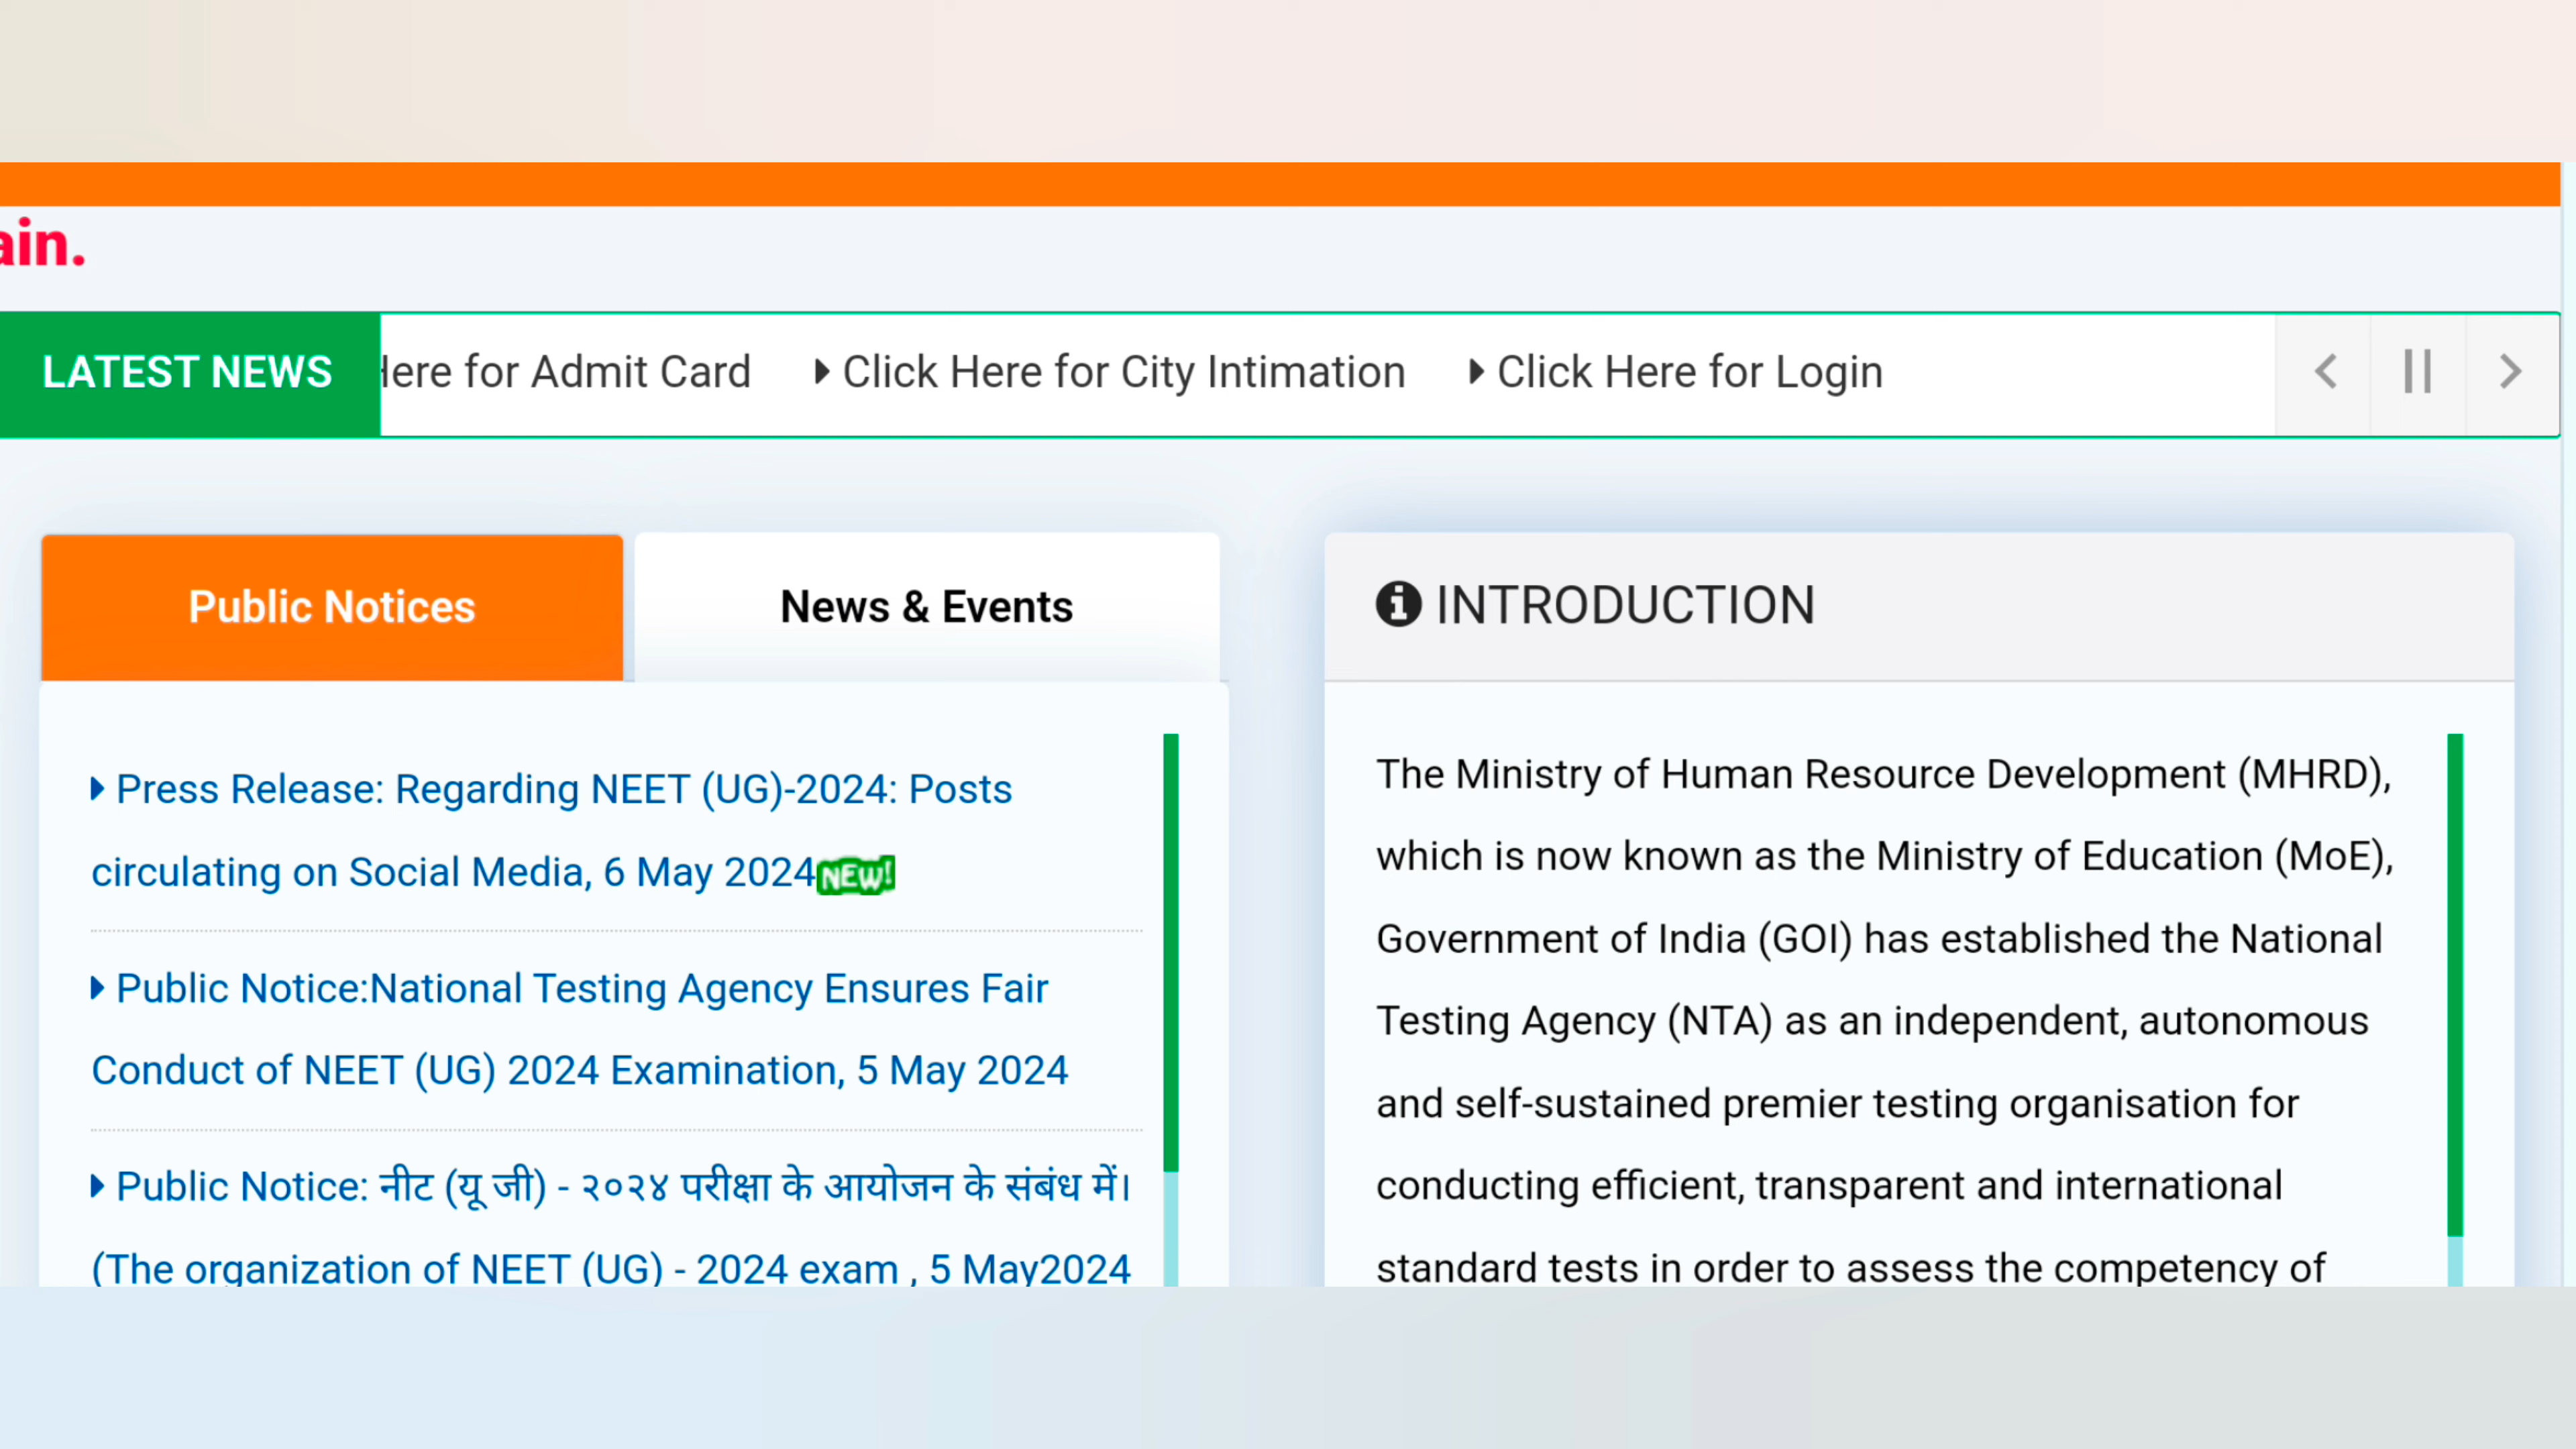 ain.
LATEST NEWS
Here for Admit Card
Click Here for City Intimation
Click Here for Login
Public Notices
News & Events
Press Release: Regarding NEET (UG)-2024: Posts
circulating on Social Media, 6 May 2024 NEW!
Public Notice:National Testing Agency Ensures Fair
Conduct of NEET (UG) 2024 Examination, 5 May 2024
Public Notice: नीट (यू जी) - २०२४ परीक्षा के आयोजन के संबंध में।
(The organization of NEET (UG) - 2024 exam , 5 May2024
INTRODUCTION
The Ministry of Human Resource Development (MHRD),
which is now known as the Ministry of Education (MoE),
Government of India (GOI) has established the National
Testing Agency (NTA) as an independent, autonomous
and self-sustained premier testing organisation for
conducting efficient, transparent and international
standard tests in order to assess the competency of